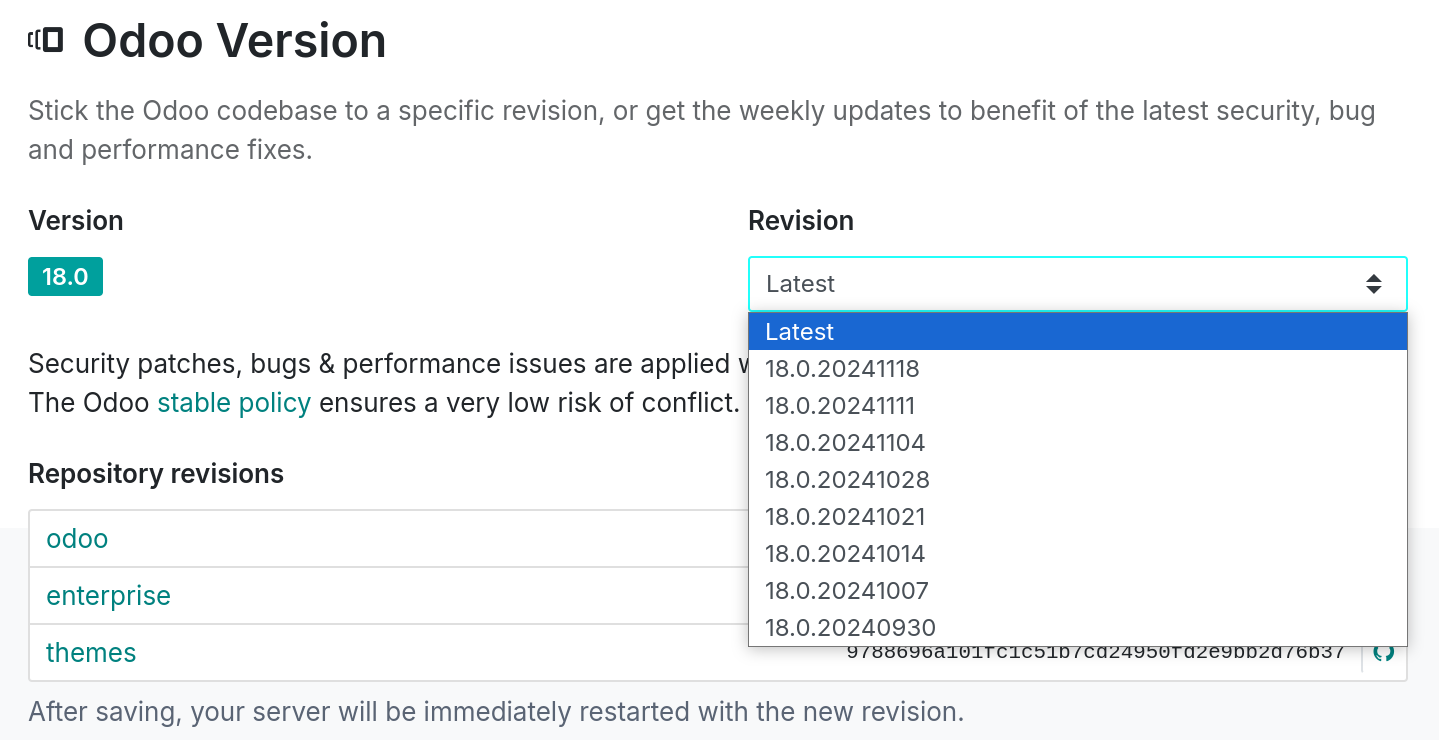 Odoo Version
Stick the Odoo codebase to a specific revision, or get the weekly updates to benefit of the latest security, bug
and performance fixes.
Version
Revision
18.0
Latest
Latest
18.0.20241118
18.0.20241111
18.0.20241104
18.0.20241028
18.0.20241021
18.0.20241014
18.0.20241007
18.0.20240930
Security patches, bugs & performance issues are applied
The Odoo stable policy ensures a very low risk of conflict.
Repository revisions
odoo
enterprise
themes
9788696a101fc1c51b7cd24950fd2e9bb2d76b37
After saving, your server will be immediately restarted with the new revision.